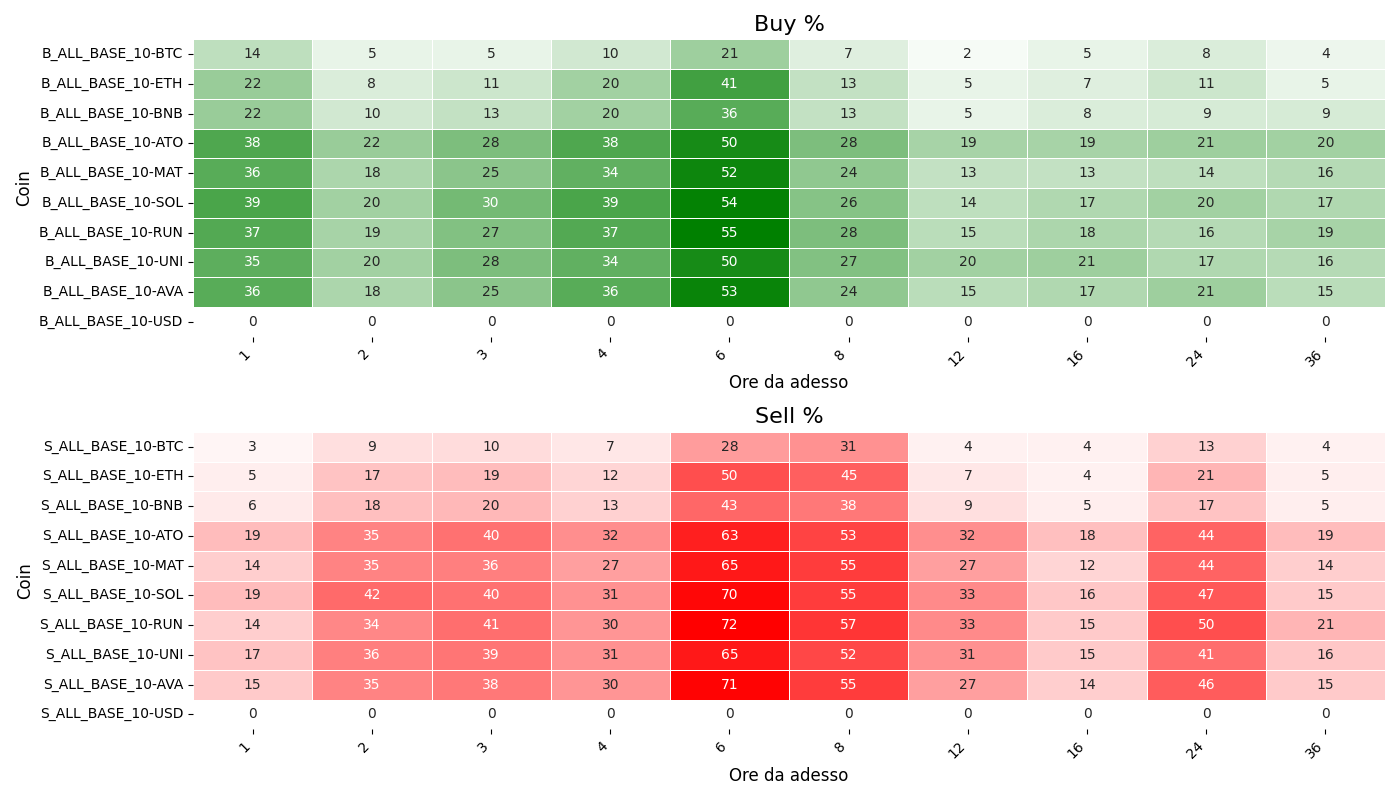 Buy %
Coin
B_ALL_BASE_10-BTC 14 5 5 10 21 7 2 5 8 4
B_ALL_BASE_10-ETH 22 8 11 20 41 13 5 7 11 5
B_ALL_BASE_10-BNB 22 10 13 20 36 13 5 8 9 9
B_ALL_BASE_10-ATO 38 22 28 38 50 28 19 19 21 20
B_ALL_BASE_10-MAT 36 18 25 34 52 24 13 13 14 16
B_ALL_BASE_10-SOL 39 20 30 39 54 26 14 17 20 17
B_ALL_BASE_10-RUN 37 19 27 37 55 28 15 18 16 19
B_ALL_BASE_10-UNI 35 20 28 34 50 27 20 21 17 16
B_ALL_BASE_10-AVA 36 18 25 36 53 24 15 17 21 15
B_ALL_BASE_10-USD 0 0 0 0 0 0 0 0 0 0
1 2 3 4 6 8 12 16 24 36
Ore da adesso
Sell %
Coin
S_ALL_BASE_10-BTC 3 9 10 7 28 31 4 4 13 4
S_ALL_BASE_10-ETH 5 17 19 12 50 45 7 4 21 5
S_ALL_BASE_10-BNB 6 18 20 13 43 38 9 5 17 5
S_ALL_BASE_10-ATO 19 35 40 32 63 53 32 18 44 19
S_ALL_BASE_10-MAT 14 35 36 27 65 55 27 12 44 14
S_ALL_BASE_10-SOL 19 42 40 31 70 55 33 16 47 15
S_ALL_BASE_10-RUN 14 34 41 30 72 57 33 15 50 21
S_ALL_BASE_10-UNI 17 36 39 31 65 52 31 15 41 16
S_ALL_BASE_10-AVA 15 35 38 30 71 55 27 14 46 15
S_ALL_BASE_10-USD 0 0 0 0 0 0 0 0 0 0
1 2 3 4 6 8 12 16 24 36
Ore da adesso